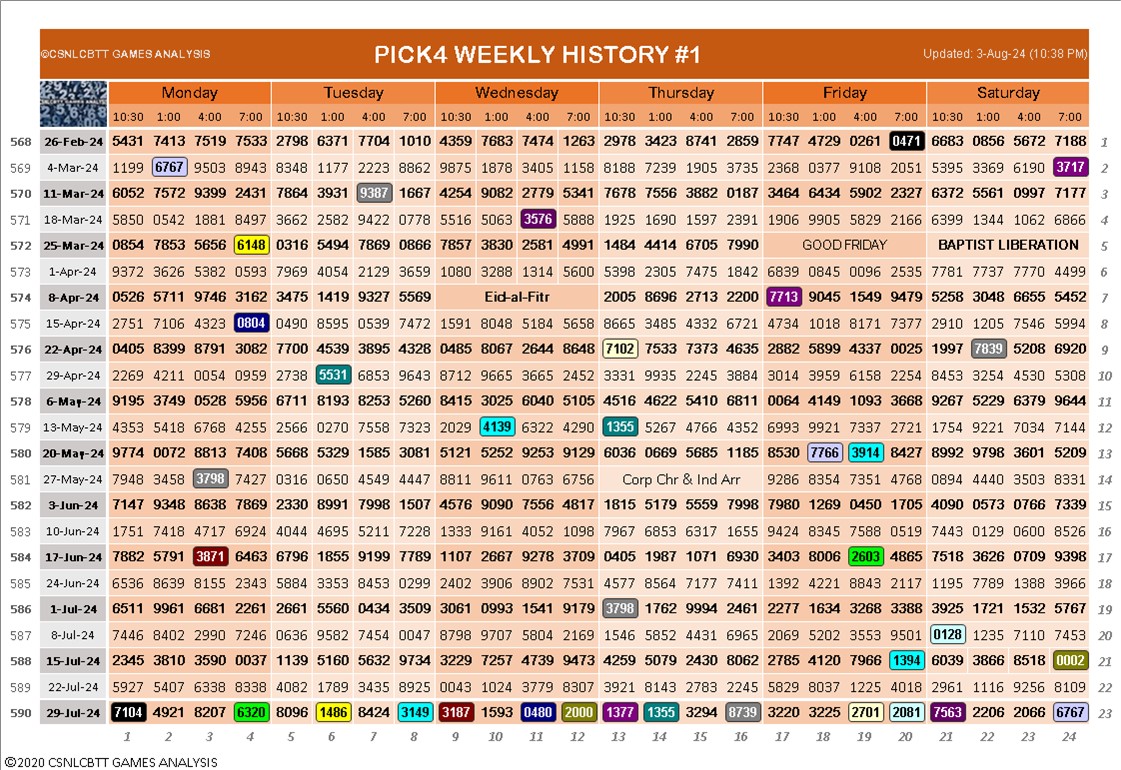 ©CSNLCBTT GAMES ANALYSIS PICK4 WEEKLY HISTORY #1 Updated: 3-Aug-24 (10:38 PM)
Monday Tuesday Wednesday Thursday Friday Saturday
10:30 1:00 4:00 7:00 10:30 1:00 4:00 7:00 10:30 1:00 4:00 7:00 10:30 1:00 4:00 7:00 10:30 1:00 4:00 7:00 10:30 1:00 4:00 7:00
568 26-Feb-24 5431 7413 7519 7533 2798 6371 7704 1010 4359 7683 7474 1263 2978 3423 8741 2859 7747 4729 0261 0471 6683 0856 5672 7188 1
569 4-Mar-24 1199 6767 9503 8943 8348 1177 2223 8862 9875 1878 3405 1158 8188 7239 1905 3735 2368 0377 9108 2051 5395 3369 6190 3717 2
570 11-Mar-24 6052 7572 9399 2431 7864 3931 9387 1667 4254 9082 2779 5341 7678 7556 3882 0187 3464 6434 5902 2327 6372 5561 0997 7177 3
571 18-Mar-24 5850 0542 1881 8497 3662 2582 9422 0778 5516 5063 3576 5888 1925 1690 1597 2391 1906 9905 5829 2166 6399 1344 1062 6866 4
572 25-Mar-24 0854 7853 5656 6148 0316 5494 7869 0866 7857 3830 2581 4991 1484 4414 6705 7990 GOOD FRIDAY BAPTIST LIBERATION 5
573 1-Apr-24 9372 3626 5382 0593 7969 4054 2129 3659 1080 3288 1314 5600 5398 2305 7475 1842 6839 0845 0096 2535 7781 7737 7770 4499 6
574 8-Apr-24 0526 5711 9746 3162 3475 1419 9327 5569 Eid-al-Fitr 2005 8696 2713 2200 7713 9045 1549 9479 5258 3048 6655 5452 7
575 15-Apr-24 2751 7106 4323 0804 0490 8595 0539 7472 1591 8048 5184 5658 8665 3485 4332 6721 4734 1018 8171 7377 2910 1205 7546 5994 8
576 22-Apr-24 0405 8399 8791 3082 7700 4539 3895 4328 0485 8067 2644 8648 7102 7533 7373 4635 2882 5899 4337 0025 1997 7839 5208 6920 9
577 29-Apr-24 2269 4211 0054 0959 2738 5531 6853 9643 8712 9665 3665 2452 3331 9935 2245 3884 3014 3959 6158 2254 8453 3254 4530 5308 10
578 6-May-24 9195 3749 0528 5956 6711 8193 8253 5260 8415 3025 6040 5105 4516 4622 5410 6811 0064 4149 1093 3668 9267 5229 6379 9644 11
579 13-May-24 4353 5418 6768 4255 2566 0270 7558 7323 2029 4139 6322 4290 1355 5267 4766 4352 6993 9921 7337 2721 1754 9221 7034 7144 12
580 20-May-24 9774 0072 8813 7408 5668 5329 1585 3081 5121 5252 9253 9129 6036 0669 5685 1185 8530 7766 3914 8427 8992 9798 3601 5209 13
581 27-May-24 7948 3458 3798 7427 0316 0650 4549 4447 8811 9611 0763 6756 Corp Chr & Ind Arr 9286 8354 7351 4768 0894 4440 3503 8331 14
582 3-Jun-24 7147 9348 8638 7869 2330 8991 7998 1507 4576 9090 7556 4817 1815 5179 5559 7998 7980 1269 0450 1705 4090 0573 0766 7339 15
583 10-Jun-24 1751 7418 4717 6924 4044 4695 5211 7228 1333 9161 4052 1098 7967 6853 6317 1655 9424 8345 7588 0519 7443 0129 0600 8526 16
584 17-Jun-24 7882 5791 3871 6463 6796 1855 9199 7789 1107 2667 9278 3709 0405 1987 1071 6930 3403 8006 2603 4865 7518 3626 0709 9398 17
585 24-Jun-24 6536 8639 8155 2343 5884 3353 8453 0299 2402 3906 8902 7531 4577 8564 7177 7411 1392 4221 8843 2117 1195 7789 1388 3966 18
586 1-Jul-24 6511 9961 6681 2261 2661 5560 0434 3509 3061 0993 1541 9179 3798 1762 9994 2461 2277 1634 3268 3388 3925 1721 1532 5767 19
587 8-Jul-24 7446 8402 2990 7246 0636 9582 7454 0047 8798 9707 5804 2169 1546 5852 4431 6965 2069 5202 3553 9501 0128 1235 7110 7453 20
588 15-Jul-24 2345 3810 3590 0037 1139 5160 5632 9734 3229 7257 4739 9473 4259 5079 2430 8062 2785 4120 7966 1394 6039 3866 8518 0002 21
589 22-Jul-24 5927 5407 6338 8338 4082 1789 3435 8925 0043 1024 3779 8307 3921 8143 2783 2245 5829 8037 1225 4018 2961 1116 9256 8109 22
590 29-Jul-24 7104 4921 8207 6320 8096 1486 8424 3149 3187 1593 0480 2000 1377 1355 3294 8739 3220 3225 2701 2081 7563 2206 2066 6767 23
1 2 3 4 5 6 7 8 9 10 11 12 13 14 15 16 17 18 19 20 21 22 23 24
©2020 CSNLCBTT GAMES ANALYSIS